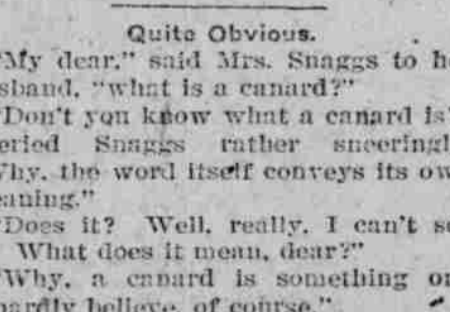 Quite Obvious.
"My dear," said Mrs. Snaggs to h
sband, "what is a canard?"
"Don't you know what a canard is
eried Snaggs rather sneeringl
Why, the word itself conveys its ow
eaning."
"Does it? Well, really, I can't s
What does it mean, dear?"
"Why, a canard is something on
hardly believe, of course."